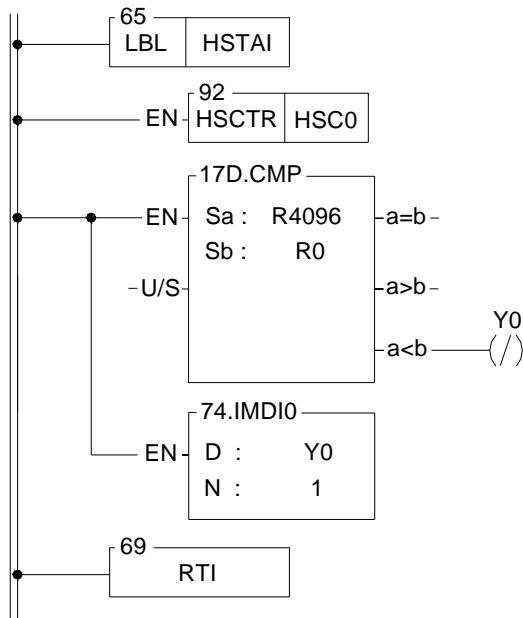 65
LBL HSTAI
92
EN HSCTR HSC0
17D.CMP
EN Sa : R4096 a=b
Sb : R0
U/S a>b
Y0
a<b
74.IMDI0
EN D : Y0
N : 1
69
RTI